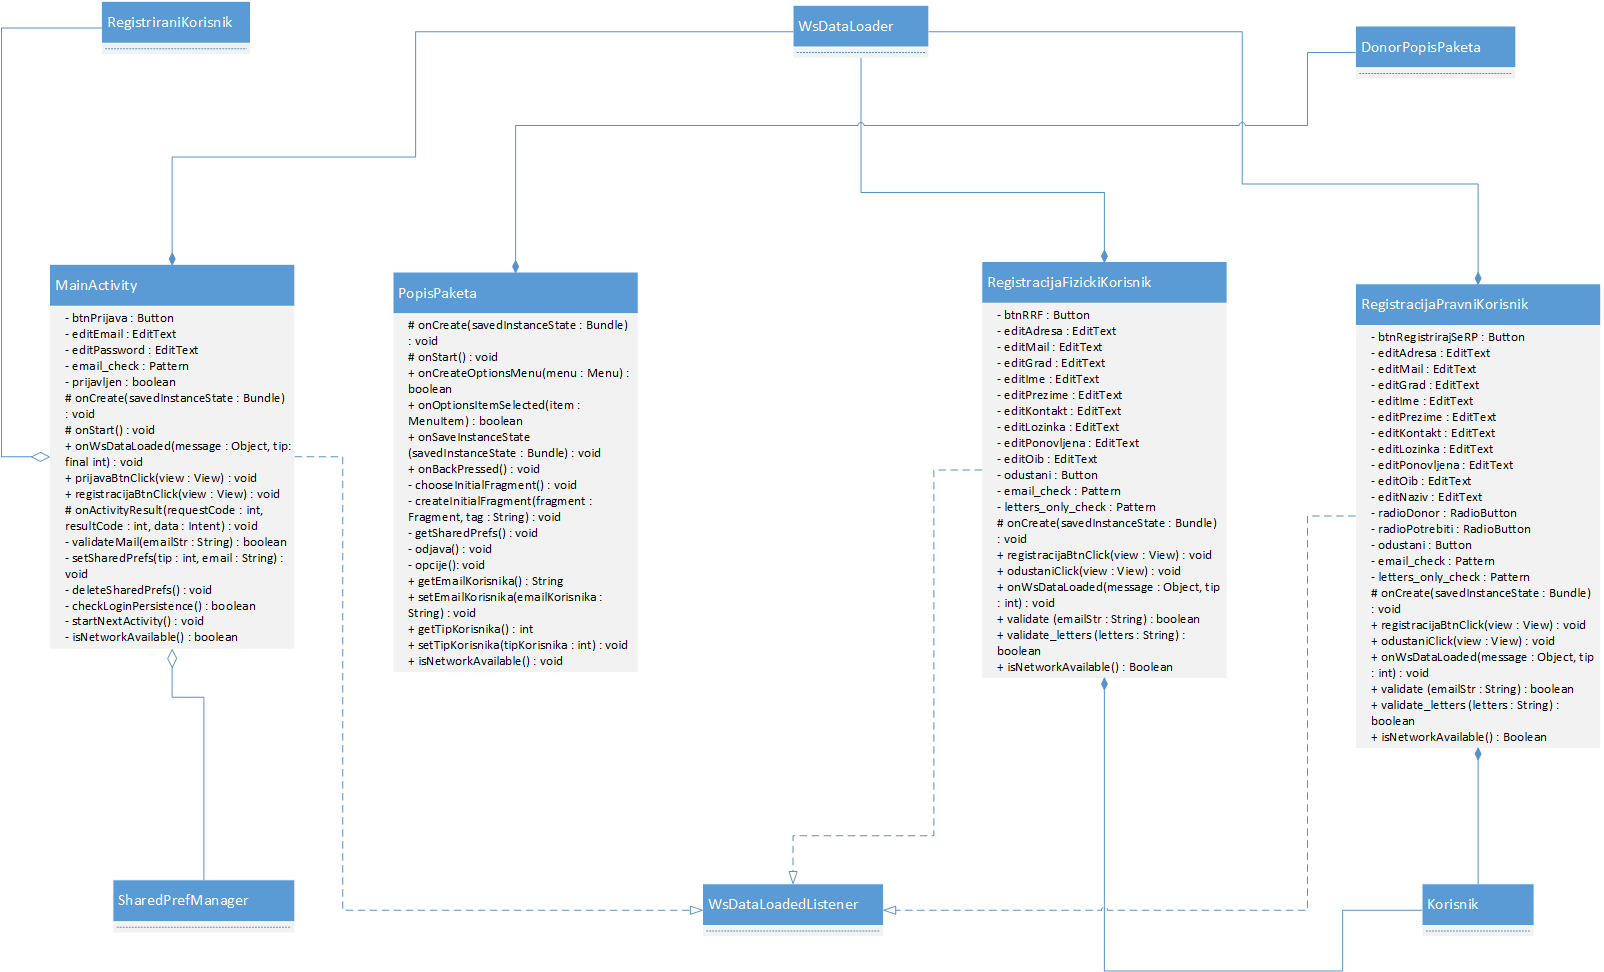 RegistriraniKorisnik
WsDataLoader
DonorPopisPaketa
MainActivity
- btnPrijava : Button
- editEmail : EditText
- editPassword : EditText
- email_check : Pattern
- prijavljen : boolean
# onCreate(savedInstanceState : Bundle)
: void
# onStart() : void
+ onWsDataLoaded(message : Object, tip:
final int) : void
+ prijavaBtnClick(view : View) : void
+ registracijaBtnClick(view : View) : void
# onActivityResult(requestCode : int,
resultCode : int, data : Intent) : void
- validateMail(emailStr : String) : boolean
- setSharedPrefs(tip : int, email : String) :
void
- deleteSharedPrefs() : void
- checkLoginPersistence() : boolean
- startNextActivity() : void
- isNetworkAvailable() : boolean
PopisPaketa
# onCreate(savedInstanceState : Bundle)
: void
# onStart() : void
+ onCreateOptionsMenu(menu : Menu) :
boolean
+ onOptionsItemSelected(item :
MenuItem) : boolean
+ onSaveInstanceState
(savedInstanceState : Bundle) : void
+ onBackPressed() : void
- chooseInitialFragment() : void
- createInitialFragment(fragment :
Fragment, tag : String) : void
- getSharedPrefs() : void
- odjava() : void
- opcije(): void
+ getEmailKorisnika() : String
+ setEmailKorisnika(emailKorisnika :
String) : void
+ getTipKorisnika() : int
+ setTipKorisnika(tipKorisnika : int) : void
+ isNetworkAvailable() : void
RegistracijaFizickiKorisnik
- btnRRF : Button
- editAdresa : EditText
- editMail : EditText
- editGrad : EditText
- editIme : EditText
- editPrezime : EditText
- editKontakt : EditText
- editLozinka : EditText
- editPonovljena : EditText
- editOib : EditText
- odustani : Button
- email_check : Pattern
- letters_only_check : Pattern
# onCreate(savedInstanceState : Bundle)
: void
+ registracijaBtnClick(view : View) : void
+ odustaniClick(view : View) : void
+ onWsDataLoaded(message : Object, tip
: int) : void
+ validate (emailStr : String) : boolean
+ validate_letters (letters : String) :
boolean
+ isNetworkAvailable() : Boolean
RegistracijaPravniKorisnik
- btnRegistrirajSeRP : Button
- editAdresa : EditText
- editMail : EditText
- editGrad : EditText
- editIme : EditText
- editPrezime : EditText
- editKontakt : EditText
- editLozinka : EditText
- editPonovljena : EditText
- editOib : EditText
- editNaziv : EditText
- radioDonor : RadioButton
- radioPotrebiti : RadioButton
- odustani : Button
- email_check : Pattern
- letters_only_check : Pattern
# onCreate(savedInstanceState : Bundle)
: void
+ registracijaBtnClick(view : View) : void
+ odustaniClick(view : View) : void
+ onWsDataLoaded(message : Object, tip
: int) : void
+ validate (emailStr : String) : boolean
+ validate_letters (letters : String) :
boolean
+ isNetworkAvailable() : Boolean
SharedPrefManager
WsDataLoadedListener
Korisnik